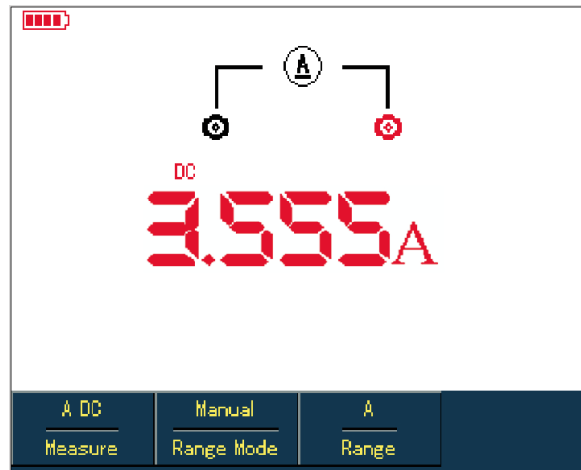 A
DC
3.555A
A DC Manual A
Measure Range Mode Range